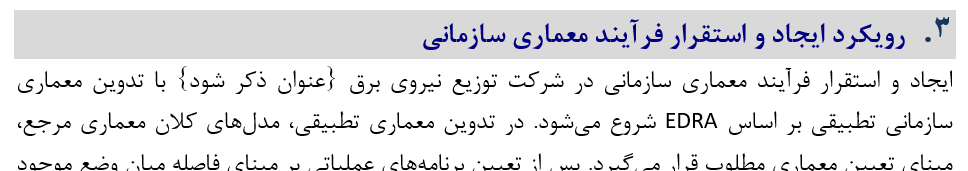 ۳. رویکرد ایجاد و استقرار فرآیند معماری سازمانی
ایجاد و استقرار فرآیند معماری سازمانی در شرکت توزیع نیروی برق {عنوان ذکر شود} با تدوین معماری
سازمانی تطبیقی بر اساس EDRA شروع می‌شود. در تدوین معماری تطبیقی، مدل‌های کلان معماری مرجع،
مبنای تعیین معماری مطلوب قرار می‌گیرد. پس از تعیین برنامه‌های عملیاتی بر مبنای فاصله میان وضع موجود